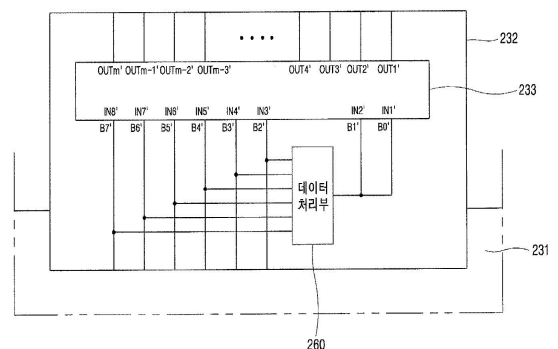 OUTm' OUTm-1' OUTm-2' OUTm-3' OUT4' OUT3' OUT2' OUT1'
232
233
IN8' IN7' IN6' IN5' IN4' IN3' IN2' IN1'
B7' B6' B5' B4' B3' B2' B1' B0'
데이터
처리부
231
260